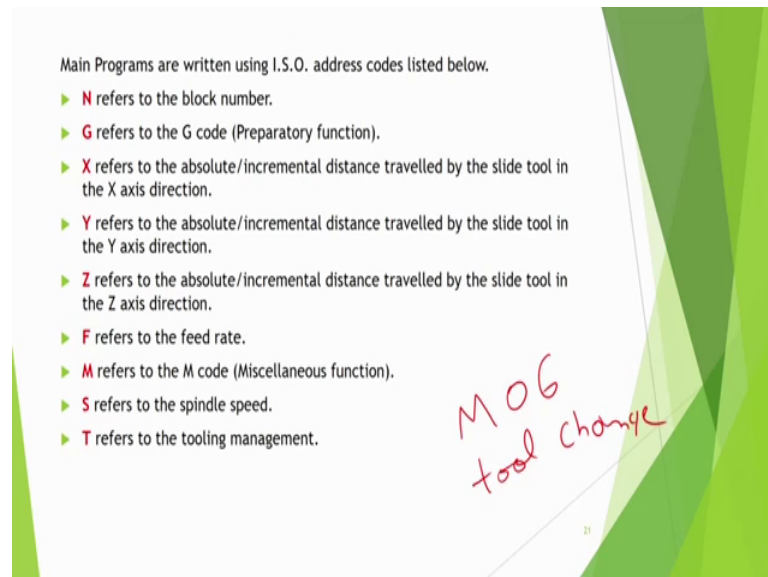 Main Programs are written using I.S.O. address codes listed below.
N refers to the block number.
G refers to the G code (Preparatory function).
X refers to the absolute/incremental distance travelled by the slide tool in
the X axis direction.
Y refers to the absolute/incremental distance travelled by the slide tool in
the Y axis direction.
Z refers to the absolute/incremental distance travelled by the slide tool in
the Z axis direction.
F refers to the feed rate.
M refers to the M code (Miscellaneous function).
S refers to the spindle speed.
T refers to the tooling management.
M06
tool change
21